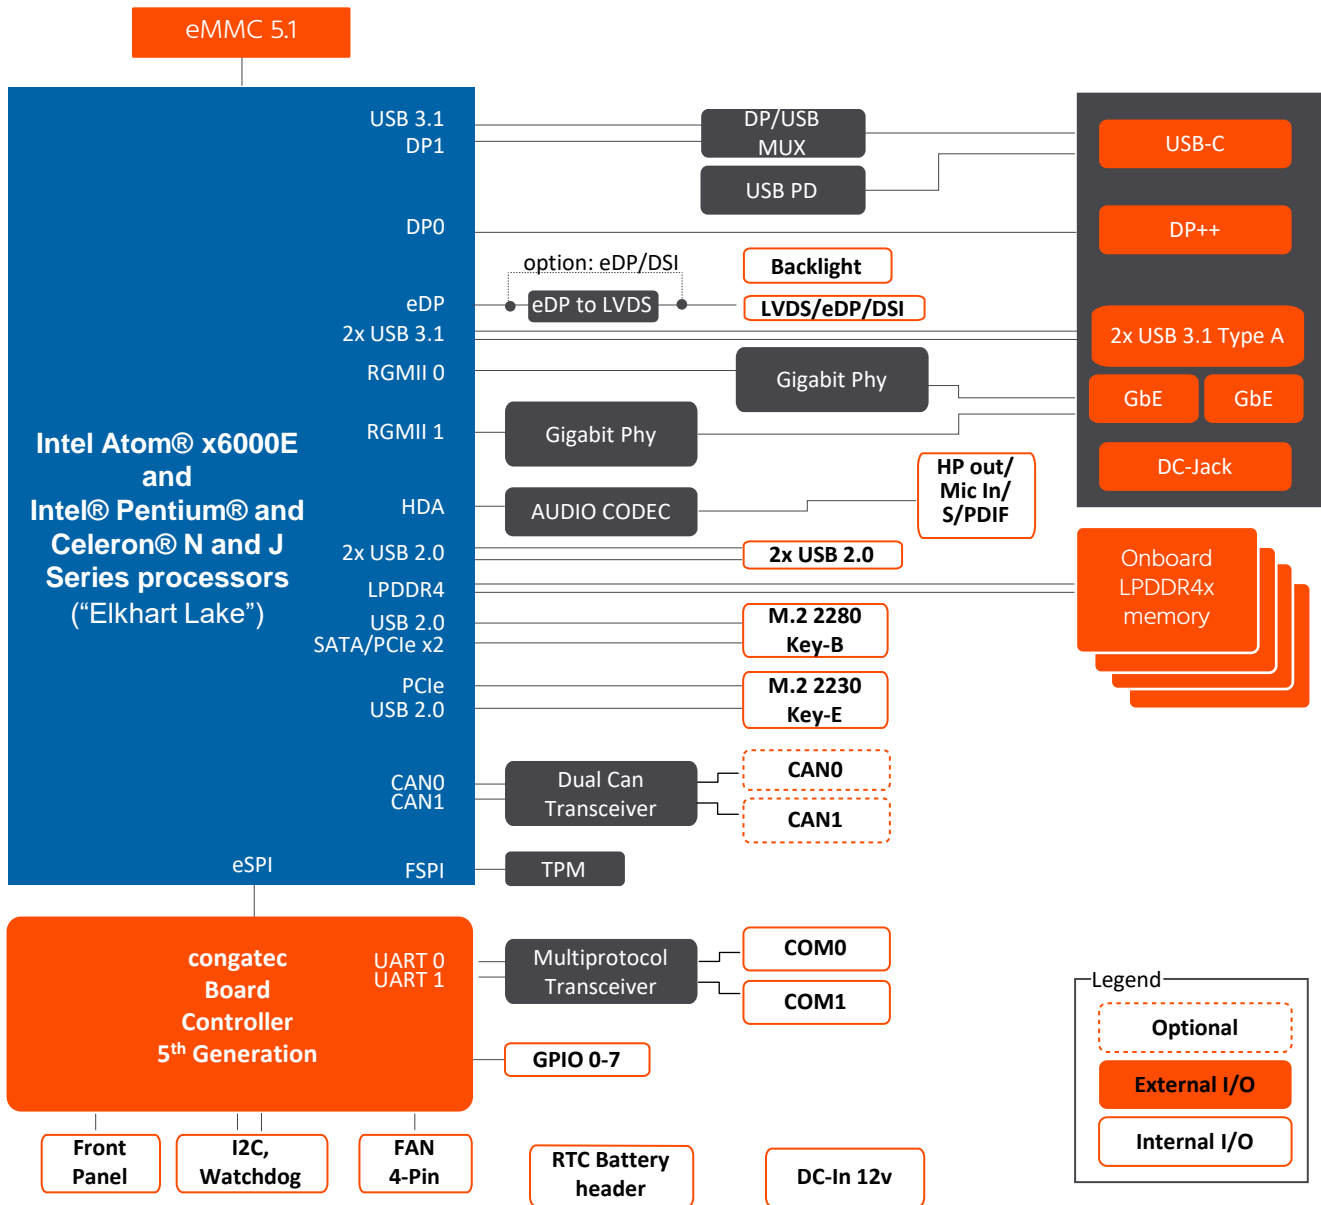 eMMC 5.1
USB 3.1
DP1
DP/USB
MUX
USB PD
USB-C
DP0
DP++
option: eDP/DSI
Backlight
eDP
eDP to LVDS
LVDS/eDP/DSI
2x USB 3.1
2x USB 3.1 Type A
RGMII 0
Gigabit Phy
GbE
GbE
RGMII 1
Gigabit Phy
DC-Jack
Intel Atom® x6000E
and
Intel® Pentium® and
Celeron® N and J
Series processors
(“Elkhart Lake”)
HDA
AUDIO CODEC
HP out/
Mic In/
S/PDIF
2x USB 2.0
2x USB 2.0
LPDDR4
Onboard
LPDDR4x
memory
USB 2.0
SATA/PCIe x2
M.2 2280
Key-B
PCIe
USB 2.0
M.2 2230
Key-E
CAN0
CAN1
Dual Can
Transceiver
CAN0
CAN1
eSPI
FSPI
TPM
congatec
Board
Controller
5th Generation
UART 0
UART 1
Multiprotocol
Transceiver
COM0
COM1
GPIO 0-7
Legend
Optional
External I/O
Internal I/O
Front
Panel
I2C,
Watchdog
FAN
4-Pin
RTC Battery
header
DC-In 12v